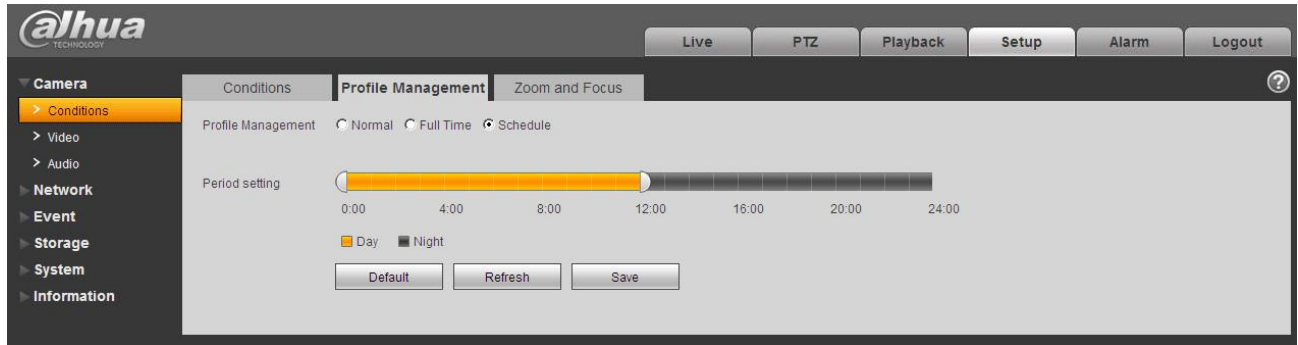 alhua
TECHNOLOGY
Live PTZ Playback Setup Alarm Logout
Camera
Conditions
Video
Audio
Network
Event
Storage
System
Information
Conditions Profile Management Zoom and Focus
?
Profile Management Normal Full Time Schedule
Period setting
0:00 4:00 8:00 12:00 16:00 20:00 24:00
Day Night
Default Refresh Save